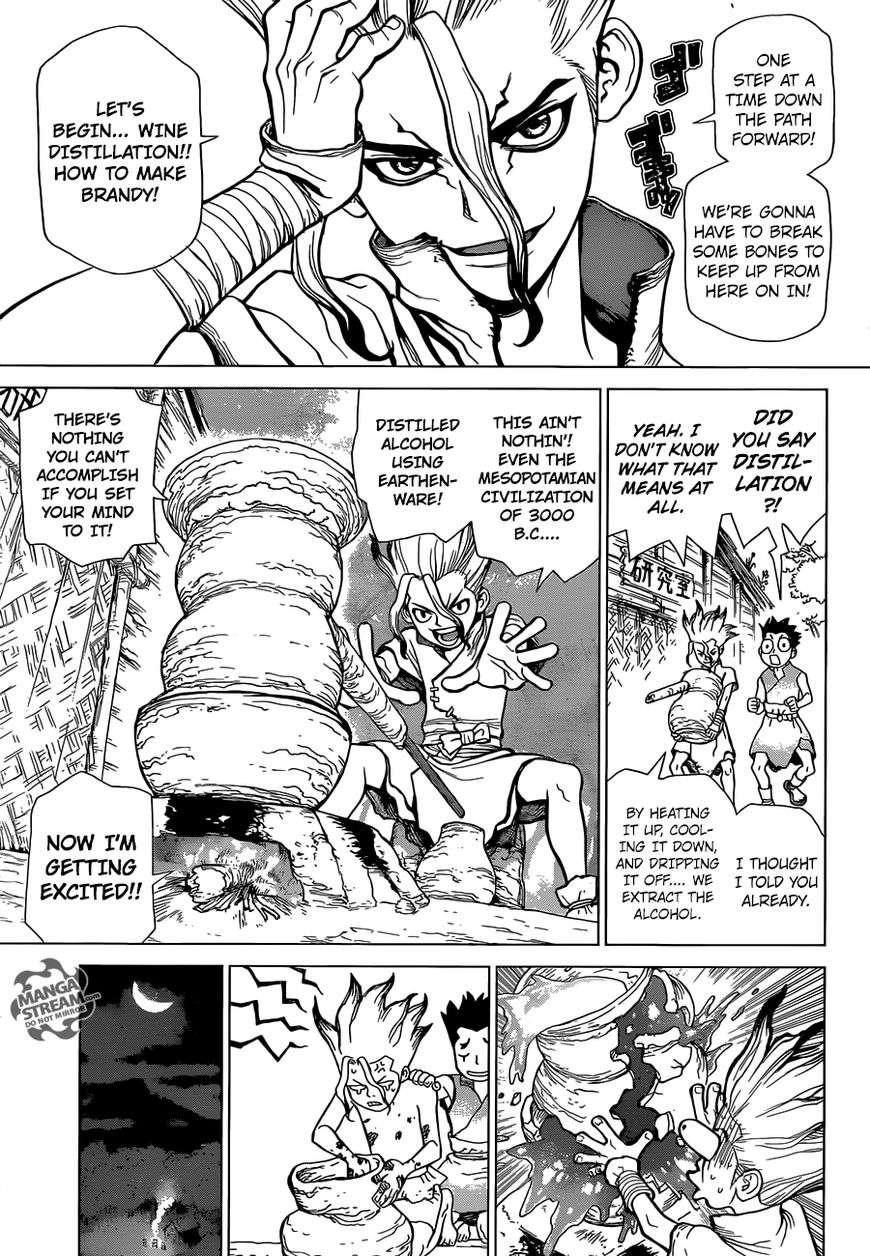 ONE
STEP AT A
TIME DOWN
THE PATH
FORWARD!
WE'RE GONNA
HAVE TO BREAK
SOME BONES TO
KEEP UP FROM
HERE ON IN!
LET'S
BEGIN... WINE
DISTILLATION!!
HOW TO MAKE
BRANDY!
DID
YOU SAY
DISTIL-
LATION
?!
YEAH. I
DON'T KNOW
WHAT THAT
MEANS AT
ALL.
研究室
I THOUGHT
I TOLD YOU
ALREADY.
BY HEATING
IT UP, COOL-
ING IT DOWN,
AND DRIPPING
IT OFF.... WE
EXTRACT THE
ALCOHOL.
THIS AIN'T
NOTHIN'!
EVEN THE
MESOPOTAMIAN
CIVILIZATION
OF 3000
B.C....
DISTILLED
ALCOHOL
USING
EARTHEN-
WARE!
THERE'S
NOTHING
YOU CAN'T
ACCOMPLISH
IF YOU SET
YOUR MIND
TO IT!
NOW I'M
GETTING
EXCITED!!
MANGA
STREAM.com
DO NOT MIRROR